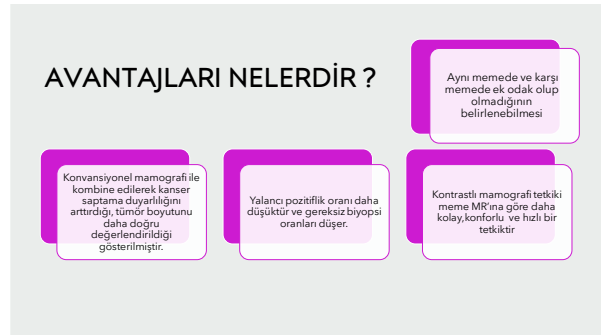 AVANTAJLARI NELERDİR ?
Aynı memede ve karşı
memede ek odak olup
olmadığının
belirlenebilmesi
Konvansiyonel mamografi ile
kombine edilerek kanser
saptama duyarlılığını
arttırdığı, tümör boyutunu
daha doğru
değerlendirildiği
gösterilmiştir.
Yalancı pozitiflik oranı daha
düşüktür ve gereksiz biyopsi
oranları düşer.
Kontrastlı mamografi tetkiki
meme MR'ına göre daha
kolay,konforlu ve hızlı bir
tetkiktir